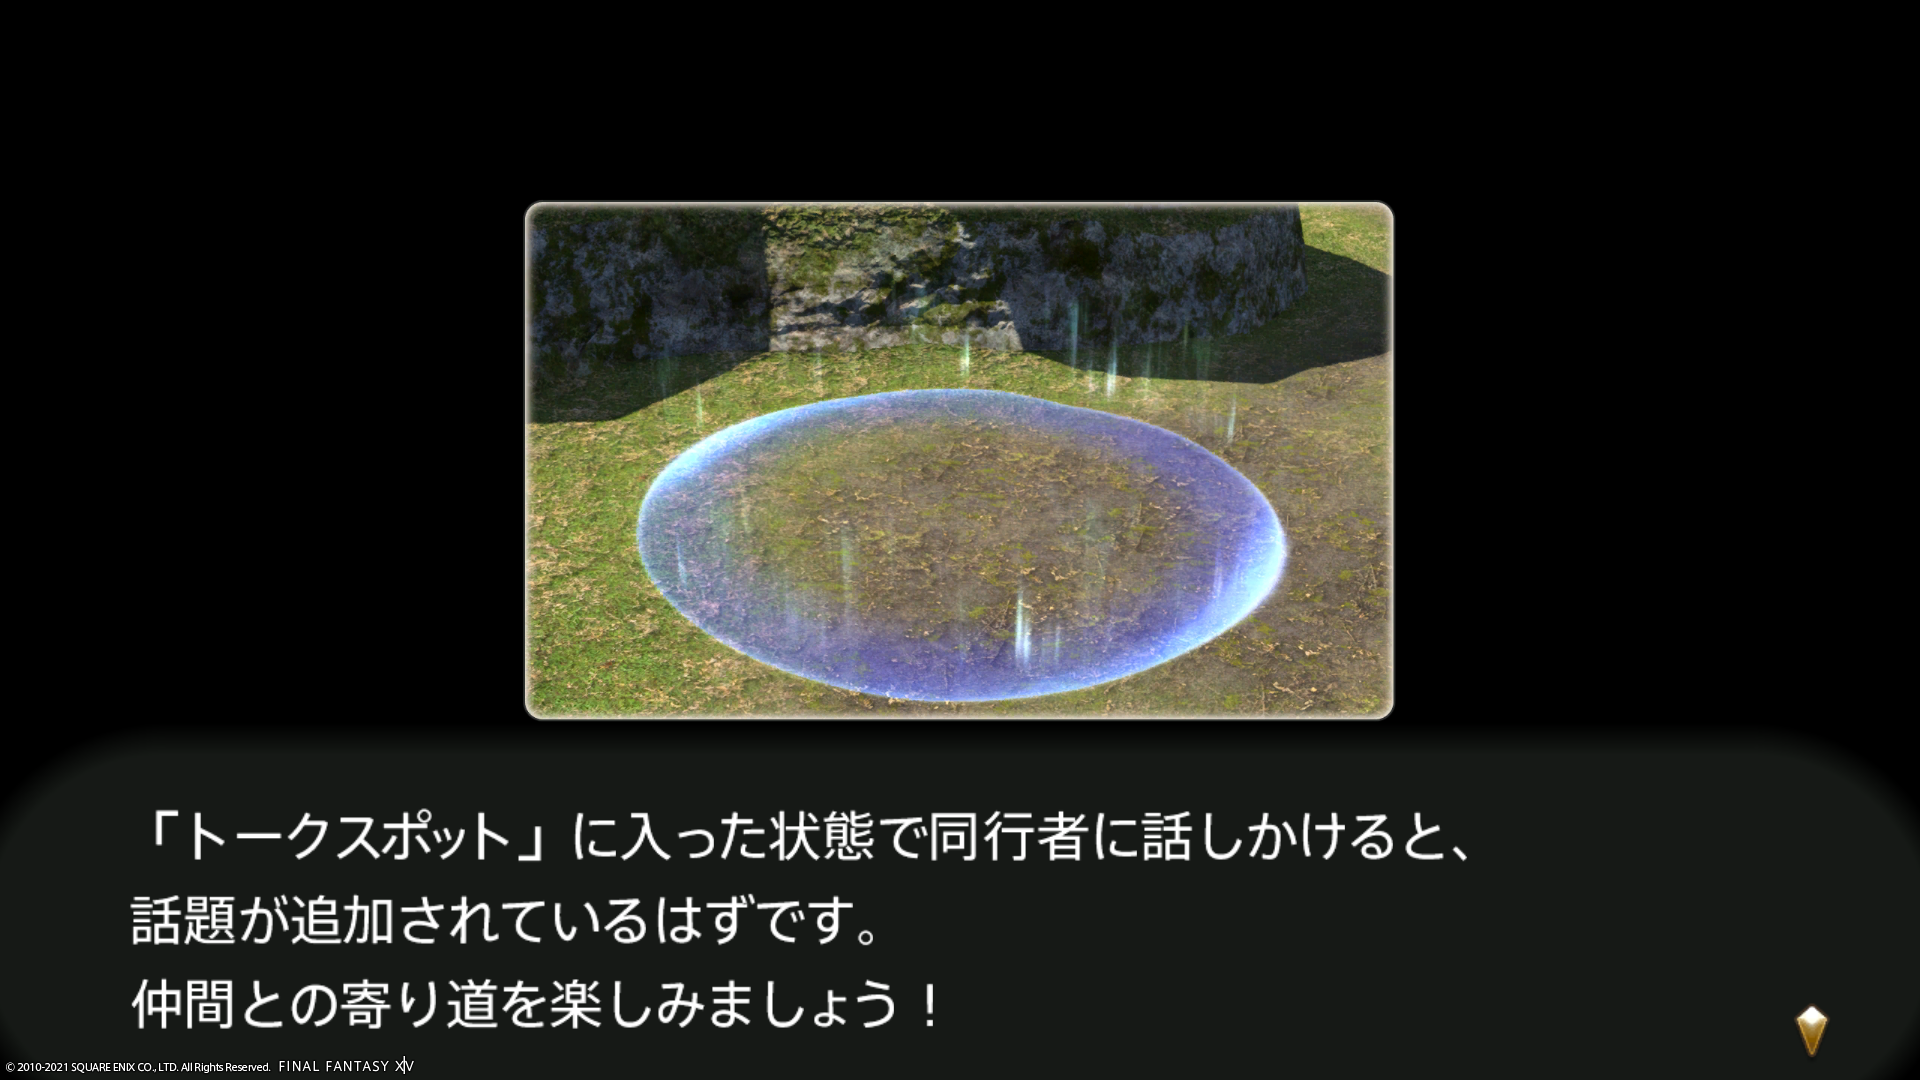 「トークスポット」に入った状態で同行者に話しかけると、
話題が追加されているはずです。
仲間との寄り道を楽しみましょう！
© 2010-2021 SQUARE ENIX CO., LTD. All Rights Reserved. FINAL FANTASY XIV